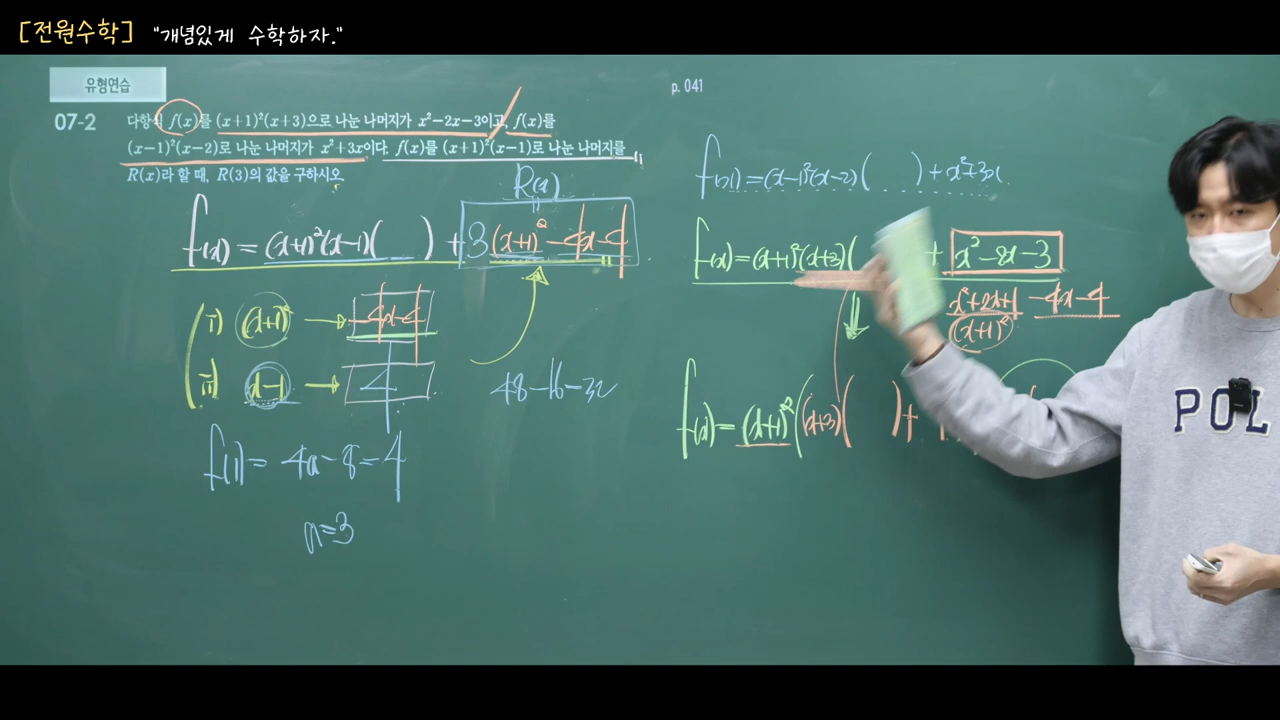 [전원수학] "개념있게 수학하자."
유형연습
p. 041
07-2 다항식 f(x)를 (x+1)²(x+3)으로 나눈 나머지가 x²-2x-3이고, f(x)를
(x-1)²(x-2)로 나눈 나머지가 x²+3x이다. f(x)를 (x+1)²(x-1)로 나눈 나머지를
R(x)라 할 때, R(3)의 값을 구하시오.
R(x)
f(x) = (x+1)²(x-1)( ) + 3(x+1)² -4x-4
i) (x+1)² → -4x-4
ii) x-1 → 4
48-16=32
f(1) = 4a-8=4
a=3
f(x) = (x-1)²(x-2)( ) + x²+3x
f(x) = (x+1)²(x+3)( + x²-2x-3
x²+2x+1 -4x-4
(x+1)²
f(x) = (x+1)²((x+3)( ) +
POL